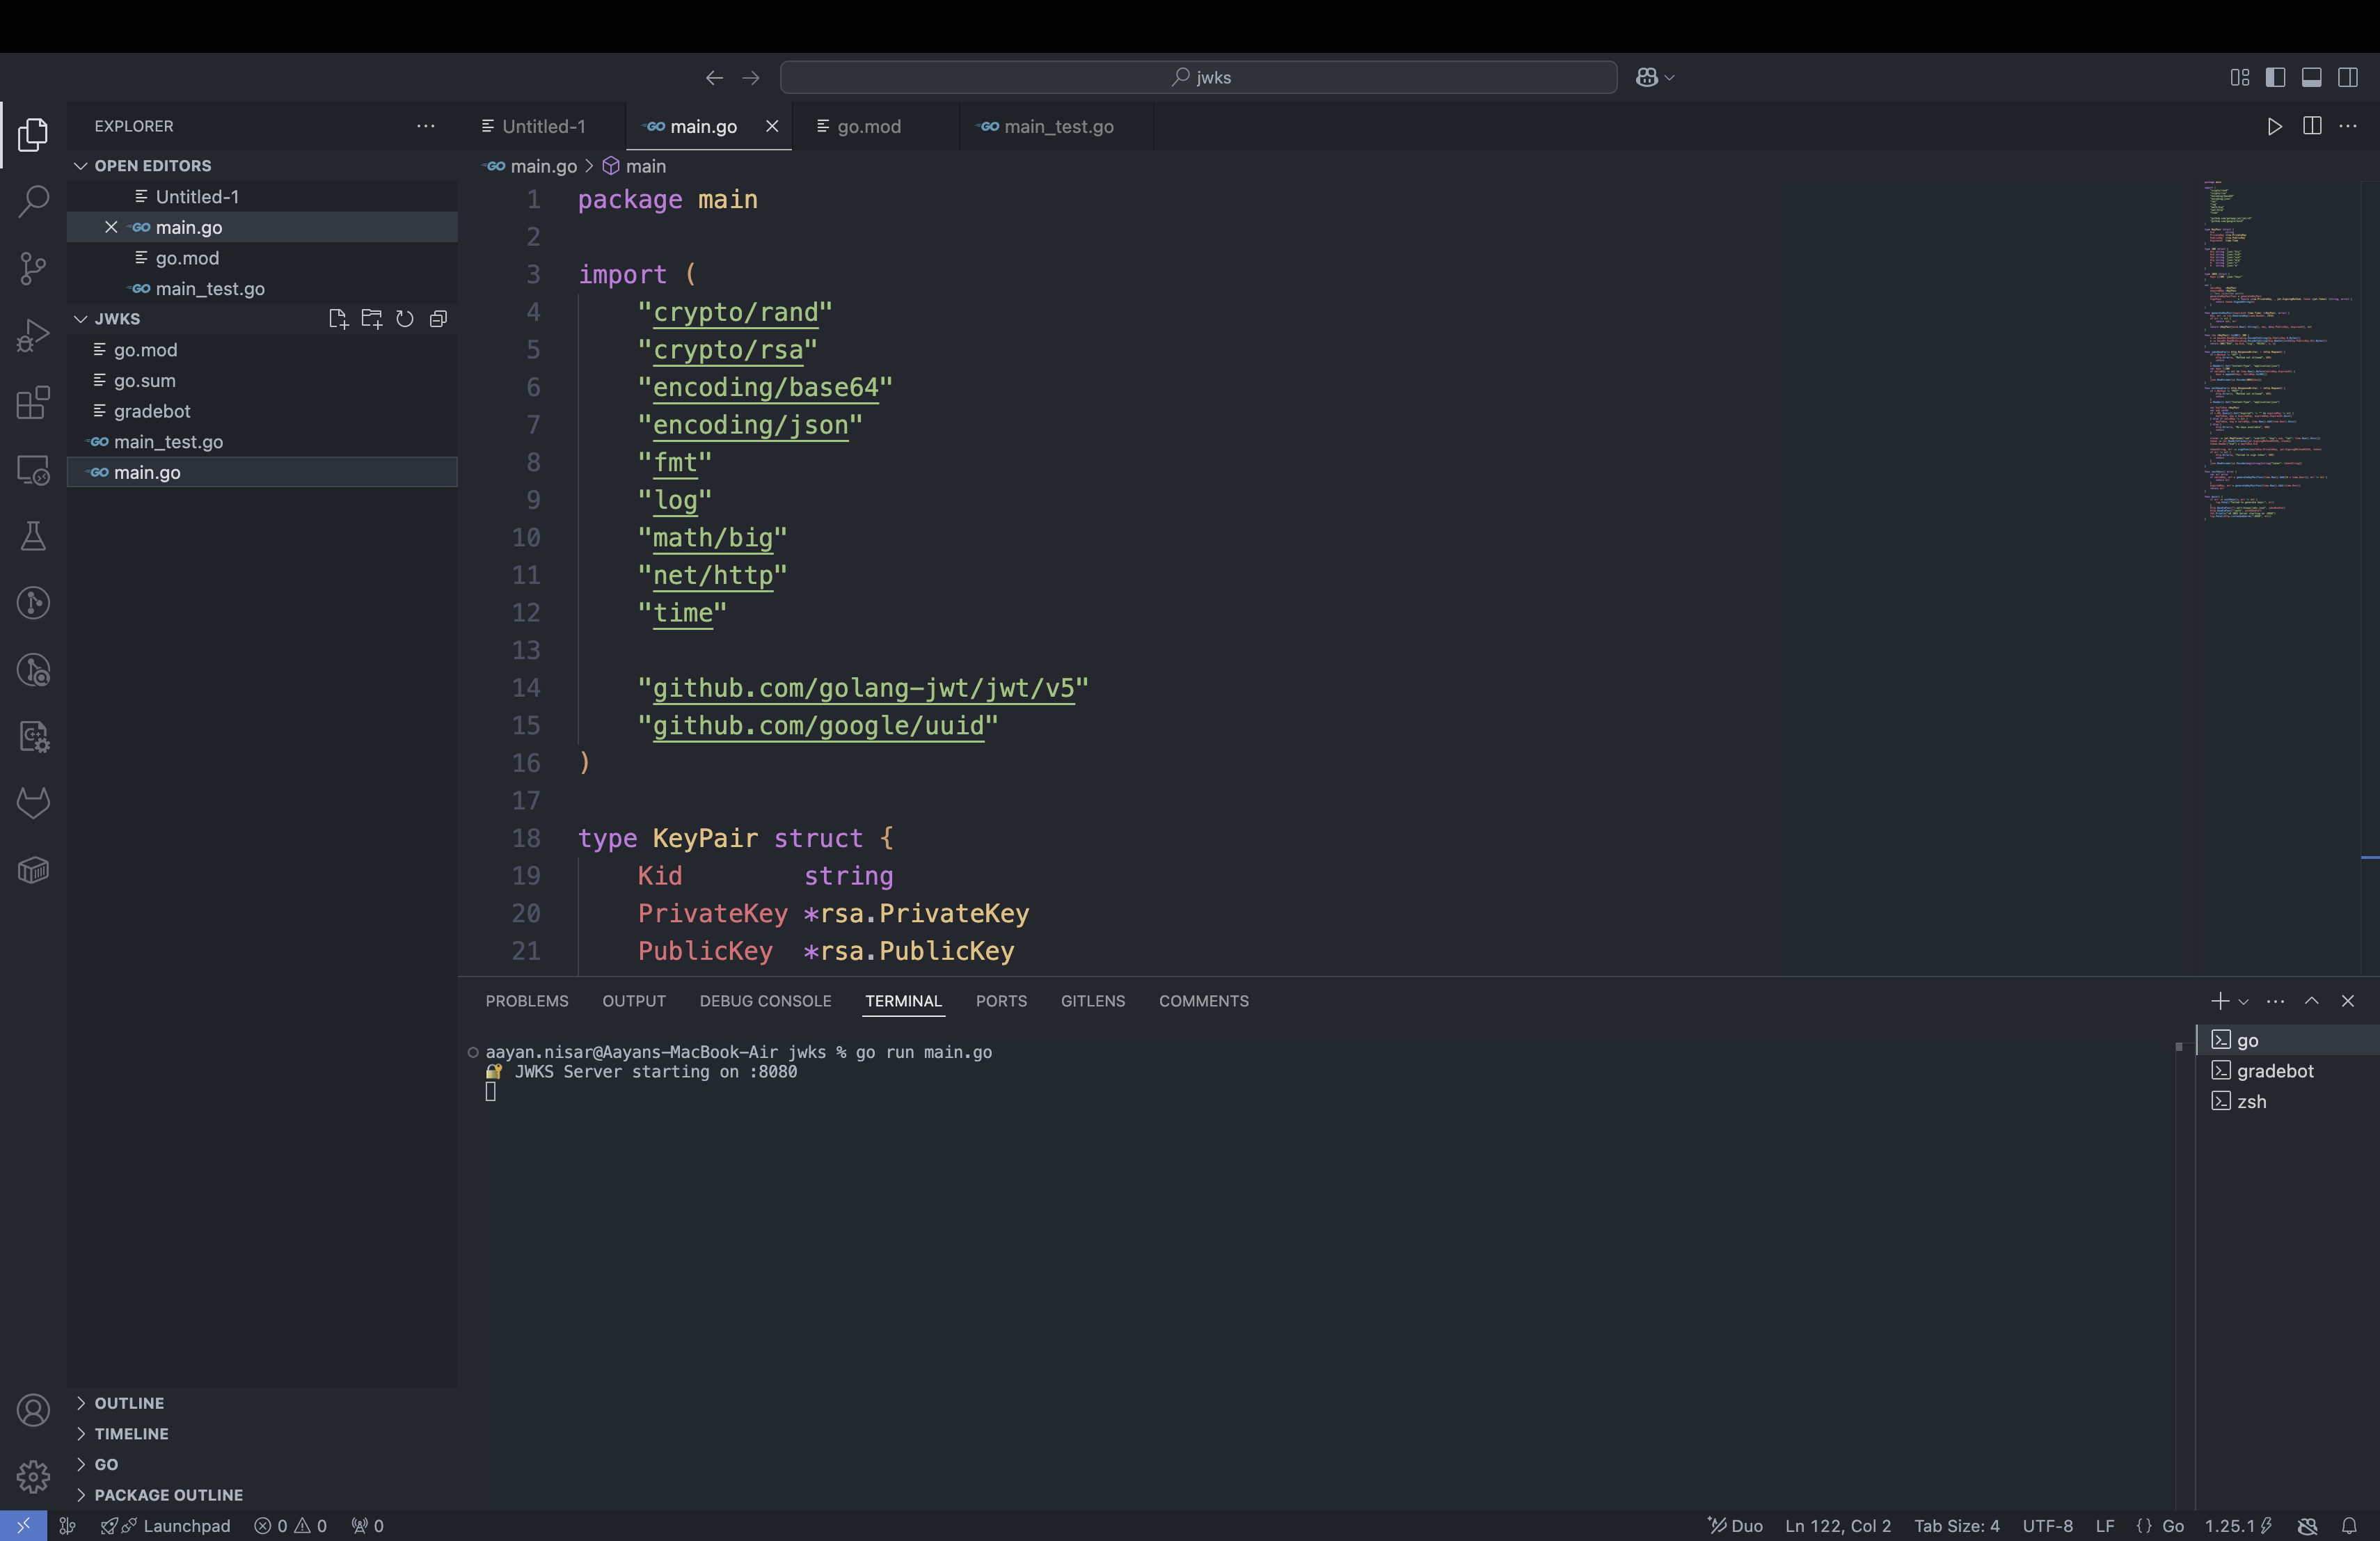 jwks
EXPLORER
OPEN EDITORS
Untitled-1
GO main.go
go.mod
GO main_test.go
JWKS
go.mod
go.sum
gradebot
GO main_test.go
GO main.go
OUTLINE
TIMELINE
GO
PACKAGE OUTLINE
Untitled-1 GO main.go go.mod GO main_test.go
GO main.go > main
1 package main
2
3 import (
4 "crypto/rand"
5 "crypto/rsa"
6 "encoding/base64"
7 "encoding/json"
8 "fmt"
9 "log"
10 "math/big"
11 "net/http"
12 "time"
13
14 "github.com/golang-jwt/jwt/v5"
15 "github.com/google/uuid"
16 )
17
18 type KeyPair struct {
19 Kid string
20 PrivateKey *rsa.PrivateKey
21 PublicKey *rsa.PublicKey
PROBLEMS OUTPUT DEBUG CONSOLE TERMINAL PORTS GITLENS COMMENTS
aayan.nisar@Aayans-MacBook-Air jwks % go run main.go
🔐 JWKS Server starting on :8080
go
gradebot
zsh
Launchpad 0 0 0 Duo Ln 122, Col 2 Tab Size: 4 UTF-8 LF {} Go 1.25.1